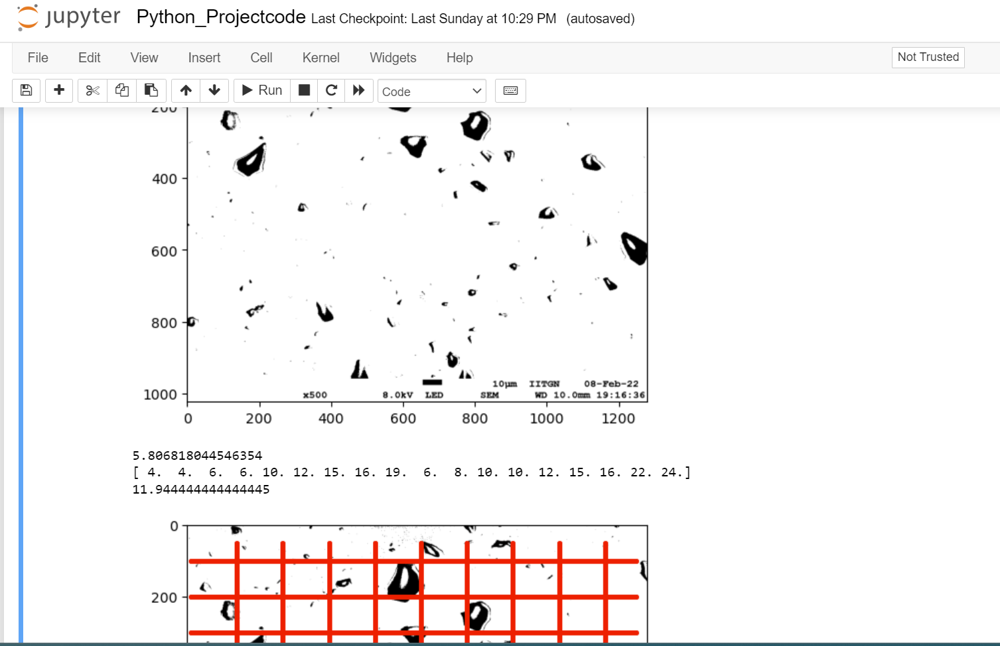 jupyter Python_Projectcode Last Checkpoint: Last Sunday at 10:29 PM (autosaved)
File Edit View Insert Cell Kernel Widgets Help Not Trusted
Run Code
200
400
600
800
1000
10μm IITGN 08-Feb-22
x500 8.0kV LED SEM WD 10.0mm 19:16:36
0 200 400 600 800 1000 1200
5.806818044546354
[ 4. 4. 6. 6. 10. 12. 15. 16. 19. 6. 8. 10. 10. 12. 15. 16. 22. 24.]
11.944444444444445
0
200